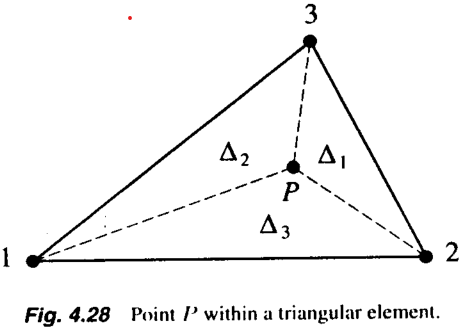 3
Δ₂
Δ₁
P
Δ₃
1
2
Fig. 4.28 Point P within a triangular element.